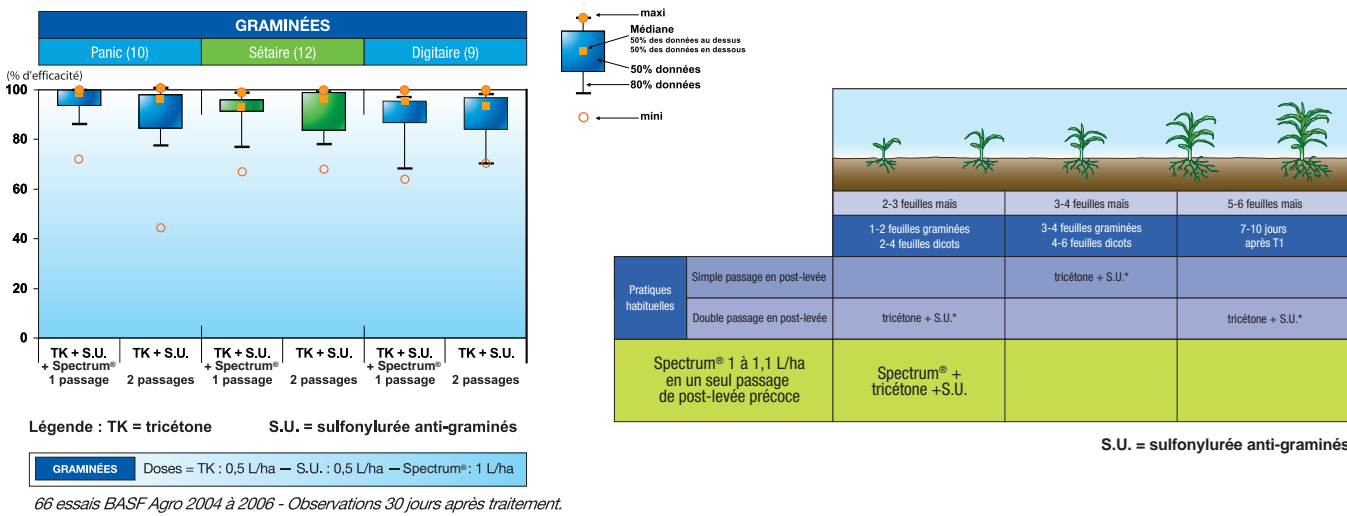 GRAMINÉES
Panic (10) Sétaire (12) Digitaire (9)
(% d'efficacité)
100
80
60
40
20
0
TK + S.U. TK + S.U. TK + S.U. TK + S.U. TK + S.U. TK + S.U.
+ Spectrum® + Spectrum® + Spectrum®
1 passage 2 passages 1 passage 2 passages 1 passage 2 passages
Légende : TK = tricétone S.U. = sulfonylurée anti-graminés
GRAMINÉES Doses = TK : 0,5 L/ha – S.U. : 0,5 L/ha – Spectrum® : 1 L/ha
66 essais BASF Agro 2004 à 2006 - Observations 30 jours après traitement.
maxi
Médiane
50% des données au dessus
50% des données en dessous
50% données
80% données
mini
2-3 feuilles maïs 3-4 feuilles maïs 5-6 feuilles maïs
1-2 feuilles graminées 3-4 feuilles graminées 7-10 jours
2-4 feuilles dicots 4-6 feuilles dicots après T1
Pratiques
habituelles
Simple passage en post-levée tricétone + S.U.*
Double passage en post-levée tricétone + S.U.* tricétone + S.U.*
Spectrum® 1 à 1,1 L/ha
en un seul passage
de post-levée précoce
Spectrum® +
tricétone +S.U.
S.U. = sulfonylurée anti-graminés